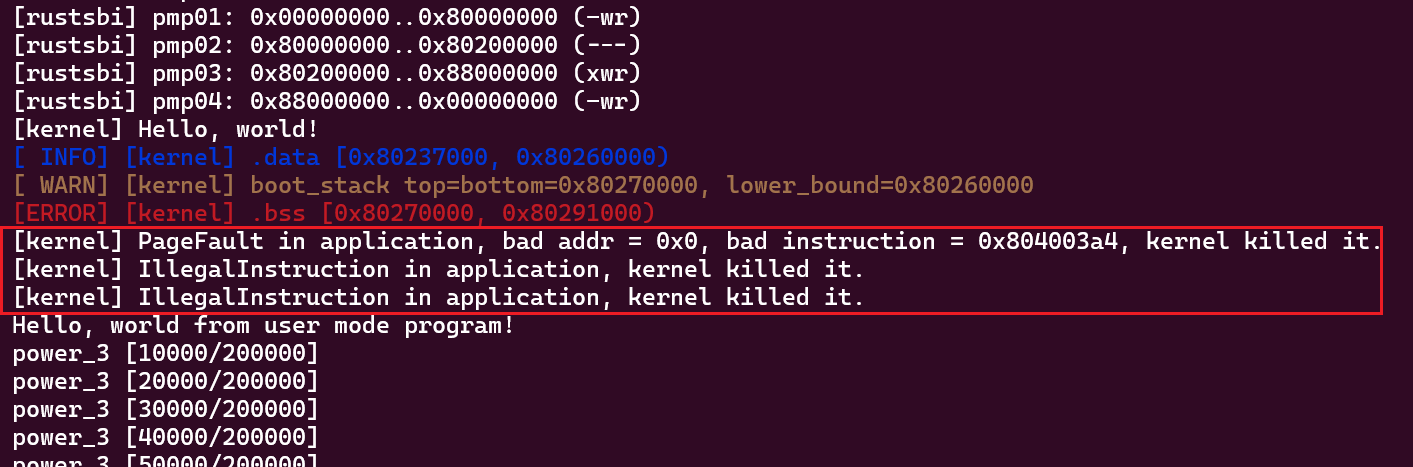 [rustsbi] pmp01: 0x00000000..0x80000000 (-wr)
[rustsbi] pmp02: 0x80000000..0x80200000 (---)
[rustsbi] pmp03: 0x80200000..0x88000000 (xwr)
[rustsbi] pmp04: 0x88000000..0x00000000 (-wr)
[kernel] Hello, world!
[ INFO] [kernel] .data [0x80237000, 0x80260000)
[ WARN] [kernel] boot_stack top=bottom=0x80270000, lower_bound=0x80260000
[ERROR] [kernel] .bss [0x80270000, 0x80291000)
[kernel] PageFault in application, bad addr = 0x0, bad instruction = 0x804003a4, kernel killed it.
[kernel] IllegalInstruction in application, kernel killed it.
[kernel] IllegalInstruction in application, kernel killed it.
Hello, world from user mode program!
power_3 [10000/200000]
power_3 [20000/200000]
power_3 [30000/200000]
power_3 [40000/200000]
power_3 [50000/200000]